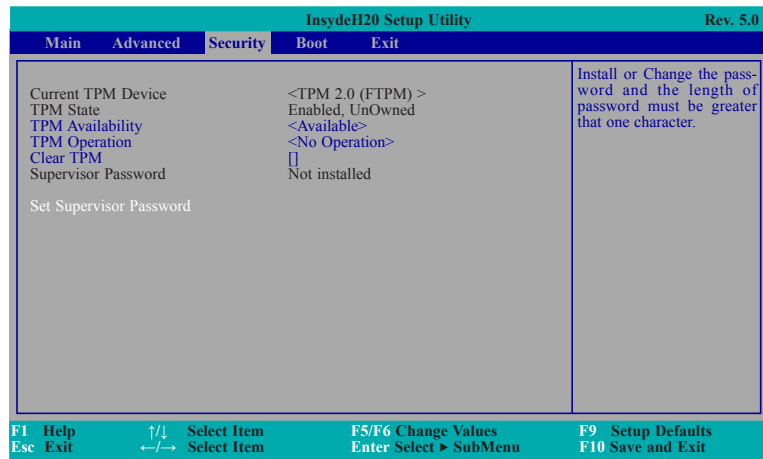 InsydeH20 Setup Utility Rev. 5.0
Main Advanced Security Boot Exit
Current TPM Device <TPM 2.0 (FTPM) >
TPM State Enabled, UnOwned
TPM Availability <Available>
TPM Operation <No Operation>
Clear TPM []
Supervisor Password Not installed
Set Supervisor Password
Install or Change the pass-
word and the length of
password must be greater
that one character.
F1 Help ↑/↓ Select Item F5/F6 Change Values F9 Setup Defaults
Esc Exit ←/→ Select Item Enter Select ► SubMenu F10 Save and Exit